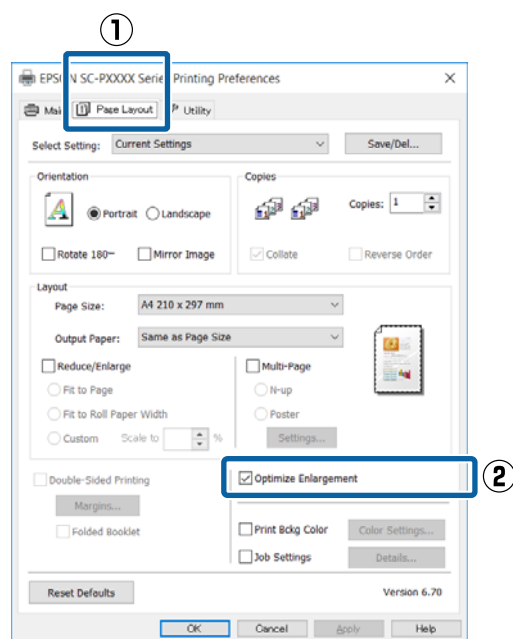 ①
EPS N SC-PXXXX Serie Printing Preferences
Mai Page Layout Utility
Select Setting: Current Settings Save/Del...
Orientation Copies
Portrait Landscape Copies: 1
Rotate 180° Mirror Image Collate Reverse Order
Layout
Page Size: A4 210 x 297 mm
Output Paper: Same as Page Size
Reduce/Enlarge Multi-Page
Fit to Page N-up
Fit to Roll Paper Width Poster
Custom Scale to % Settings...
Double-Sided Printing Optimize Enlargement ②
Margins...
Folded Booklet Print Bckg Color Color Settings...
Job Settings Details...
Reset Defaults Version 6.70
OK Cancel Apply Help